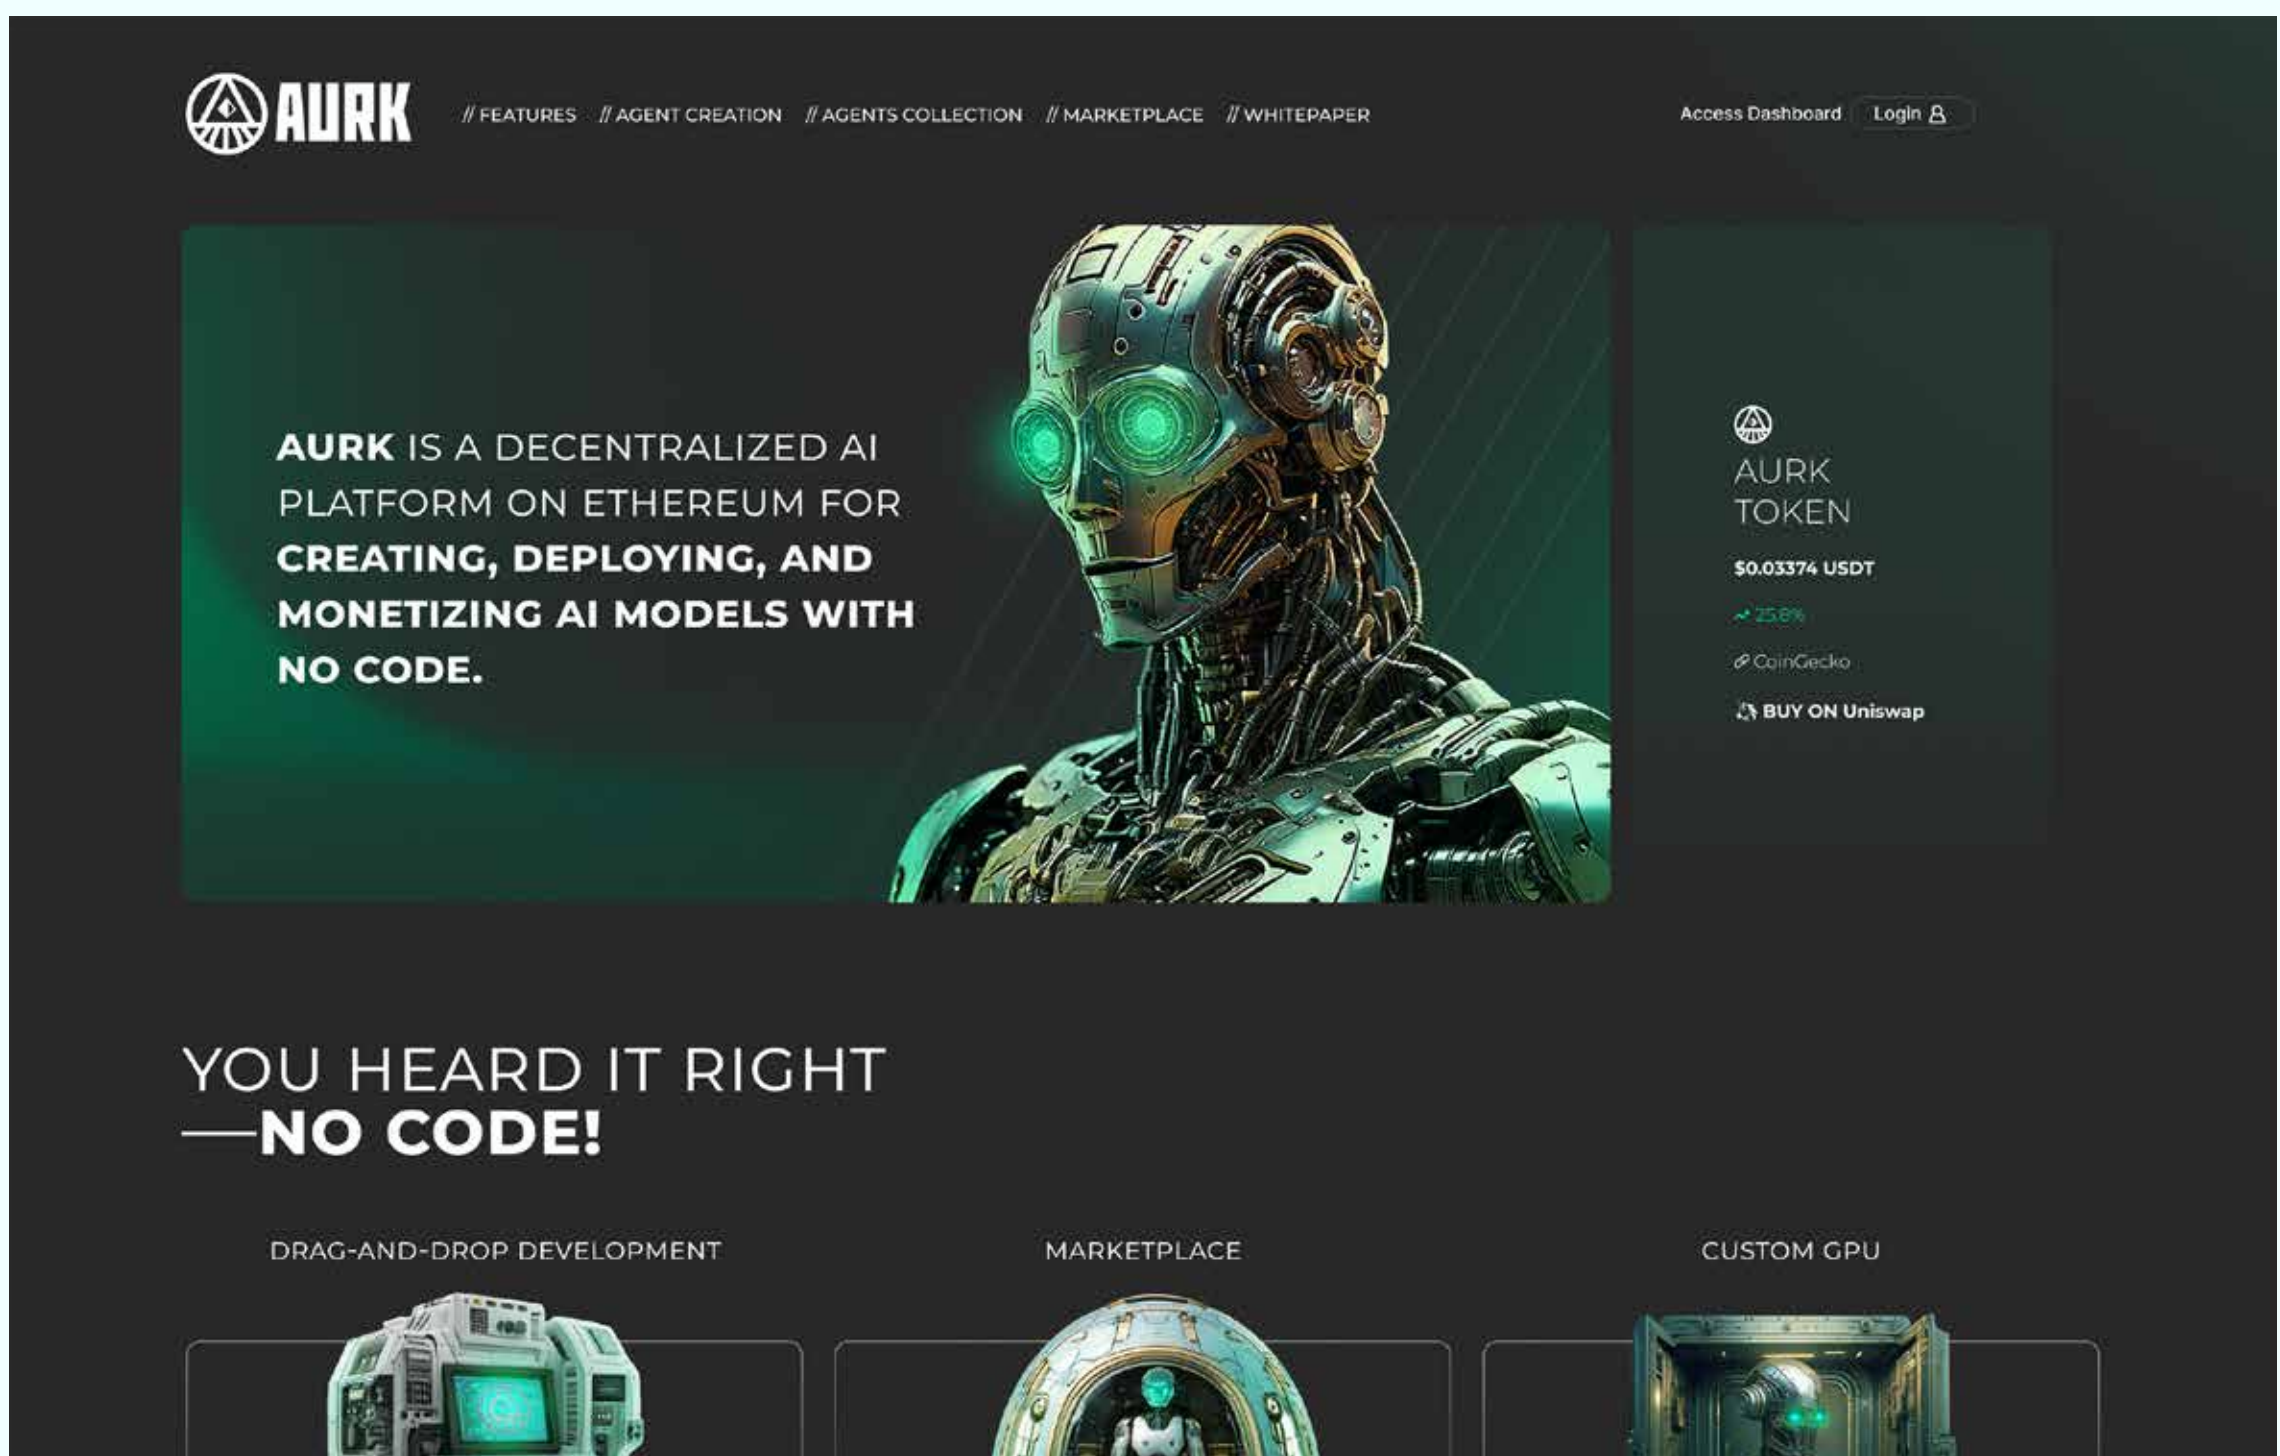 AURK
// FEATURES // AGENT CREATION // AGENTS COLLECTION // MARKETPLACE // WHITEPAPER
Access Dashboard Login
AURK IS A DECENTRALIZED AI
PLATFORM ON ETHEREUM FOR
CREATING, DEPLOYING, AND
MONETIZING AI MODELS WITH
NO CODE.
AURK
TOKEN
$0.03374 USDT
25.8%
CoinGecko
BUY ON Uniswap
YOU HEARD IT RIGHT
—NO CODE!
DRAG-AND-DROP DEVELOPMENT
MARKETPLACE
CUSTOM GPU